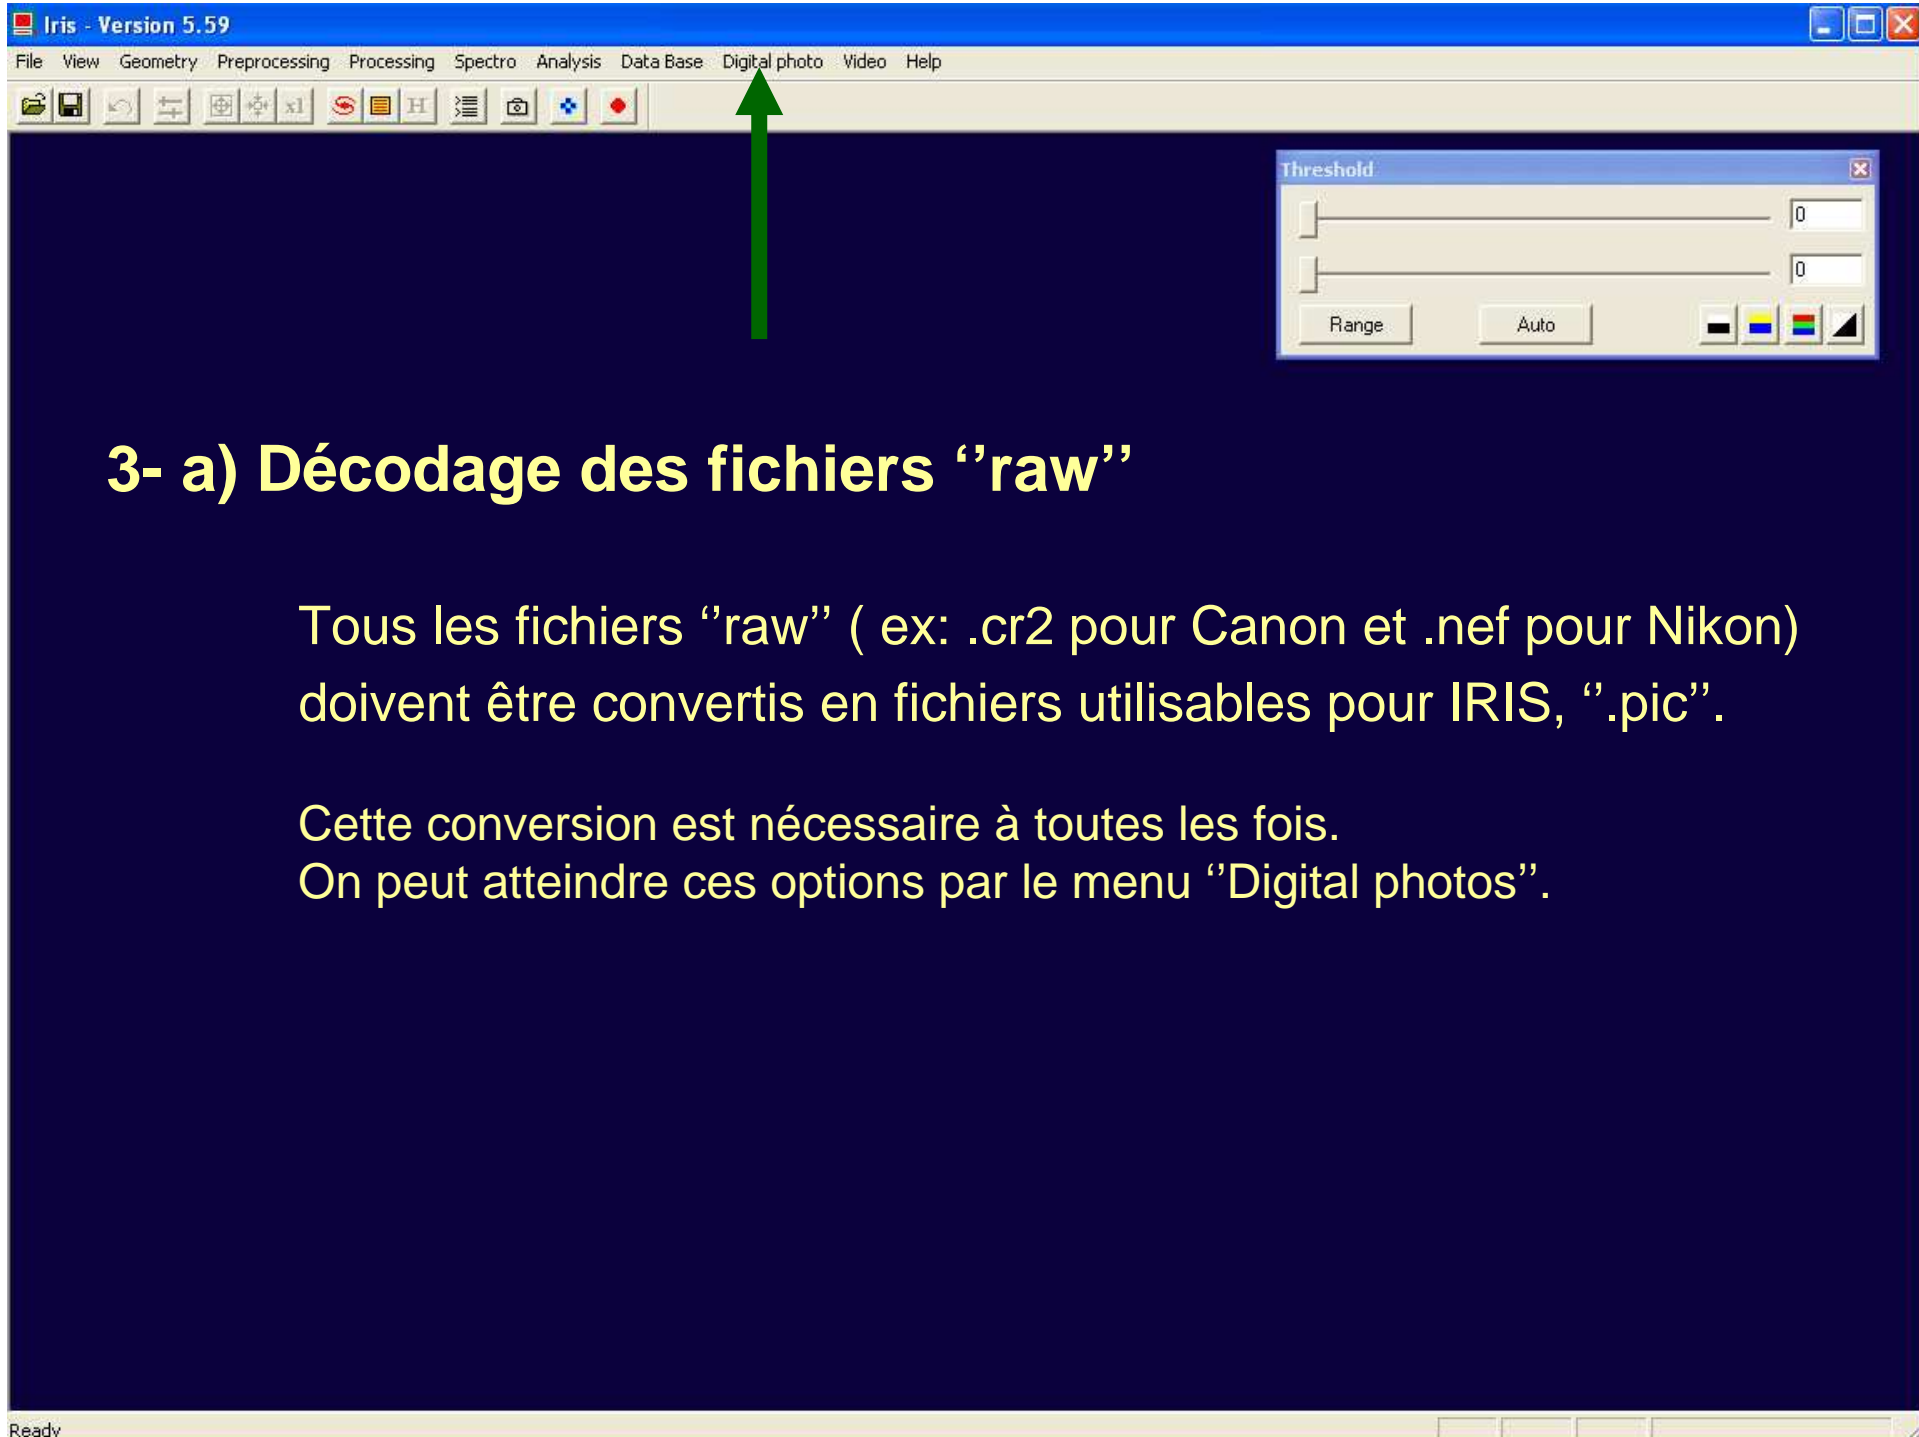 Iris - Version 5.59
File View Geometry Preprocessing Processing Spectro Analysis Data Base Digital photo Video Help
x1 H
Threshold
0
0
Range Auto
3- a) Décodage des fichiers ‘’raw’’
Tous les fichiers ‘’raw’’ ( ex: .cr2 pour Canon et .nef pour Nikon)
doivent être convertis en fichiers utilisables pour IRIS, ‘’.pic’’.
Cette conversion est nécessaire à toutes les fois.
On peut atteindre ces options par le menu ‘’Digital photos’’.
Ready